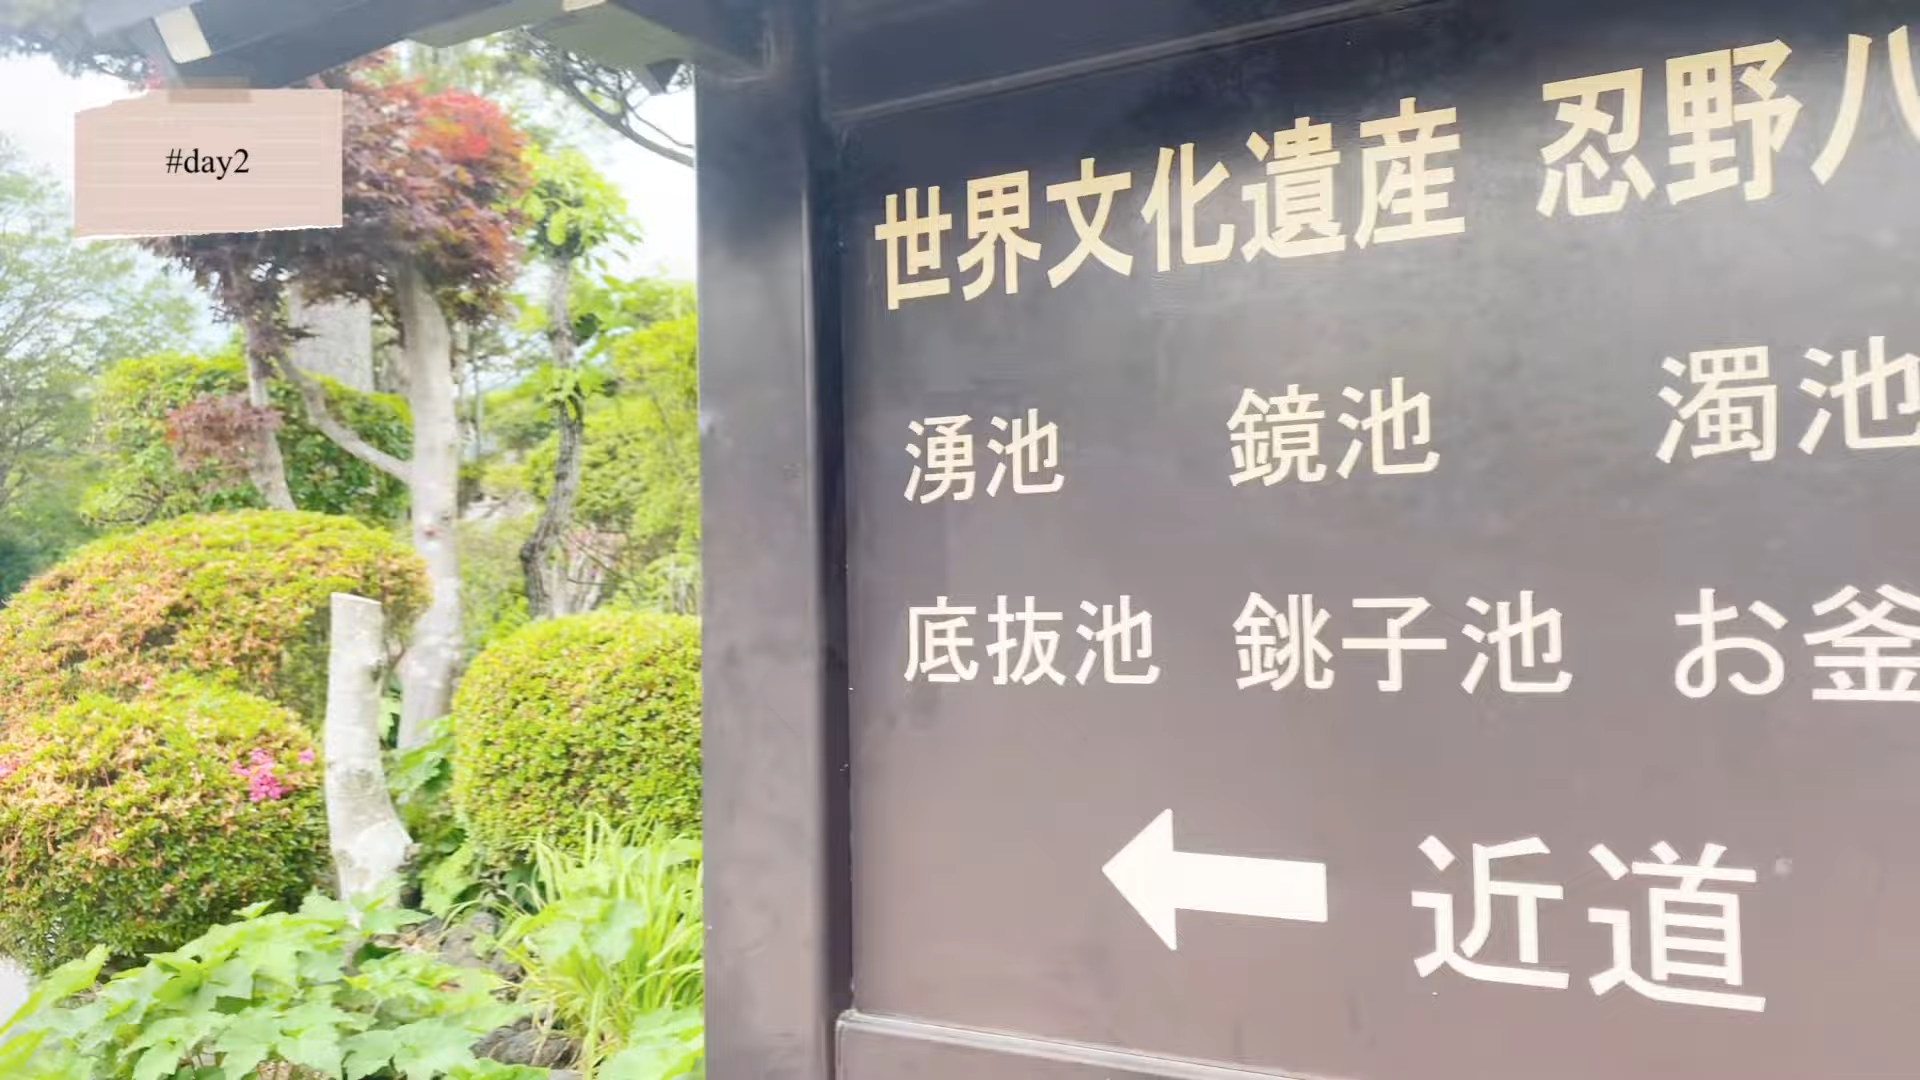 #day2
世界文化遺産 忍野八
湧池 鏡池 濁池
底抜池 銚子池 お釜
← 近道